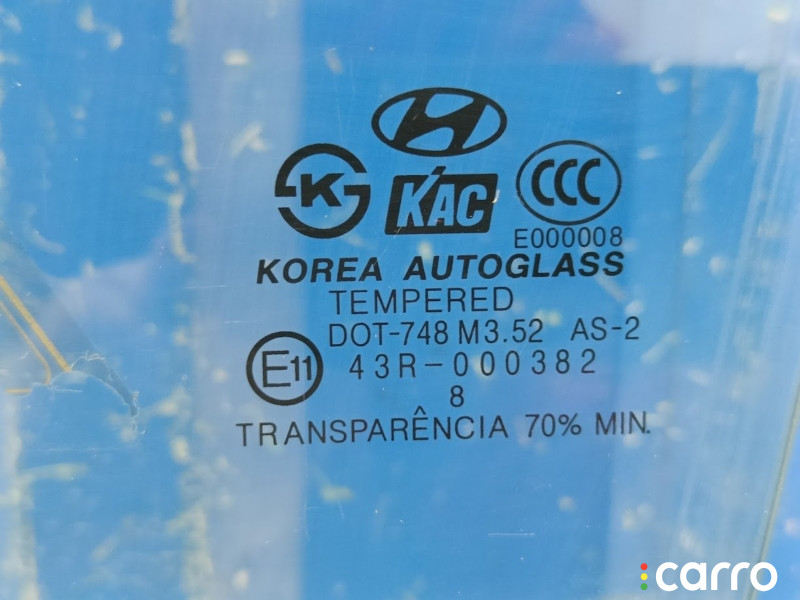 K KAC CCC
E000008
KOREA AUTOGLASS
TEMPERED
DOT-748 M3.52 AS-2
E11 43R-000382
8
TRANSPARÊNCIA 70% MIN.
carro